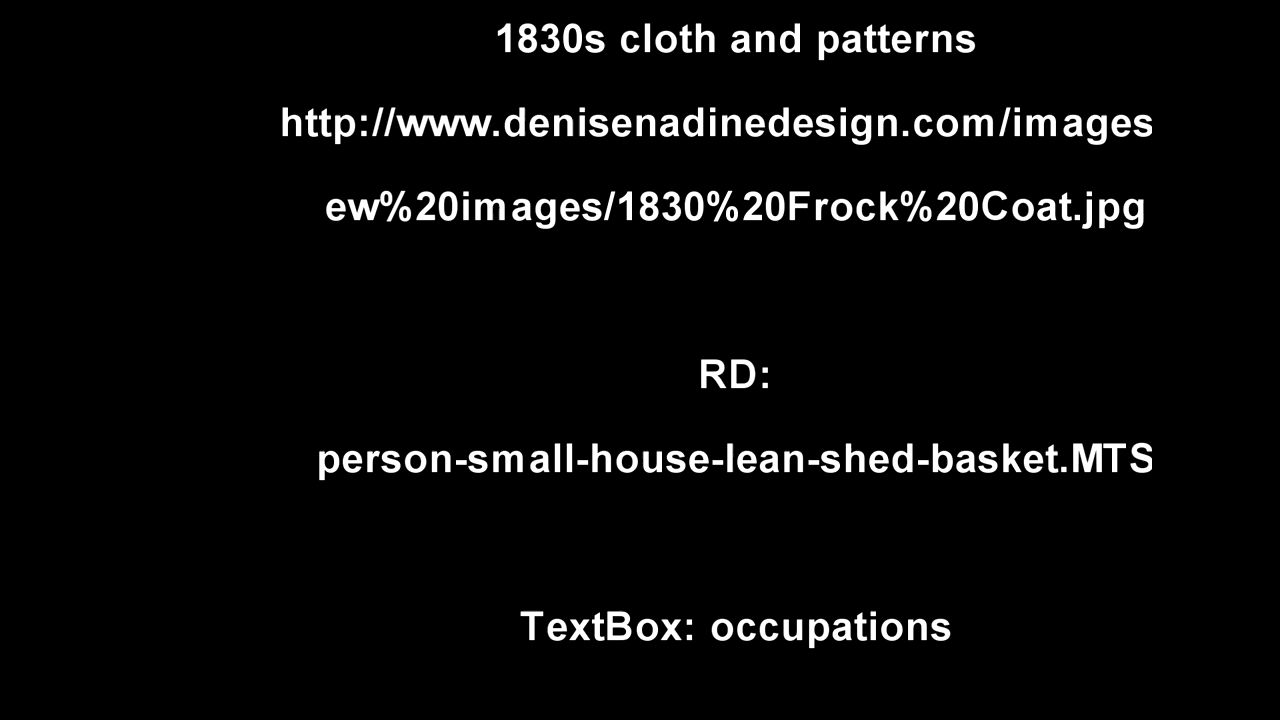 1830s cloth and patterns
http://www.denisenadinedesign.com/images
ew%20images/1830%20Frock%20Coat.jpg
RD:
person-small-house-lean-shed-basket.MTS
TextBox: occupations